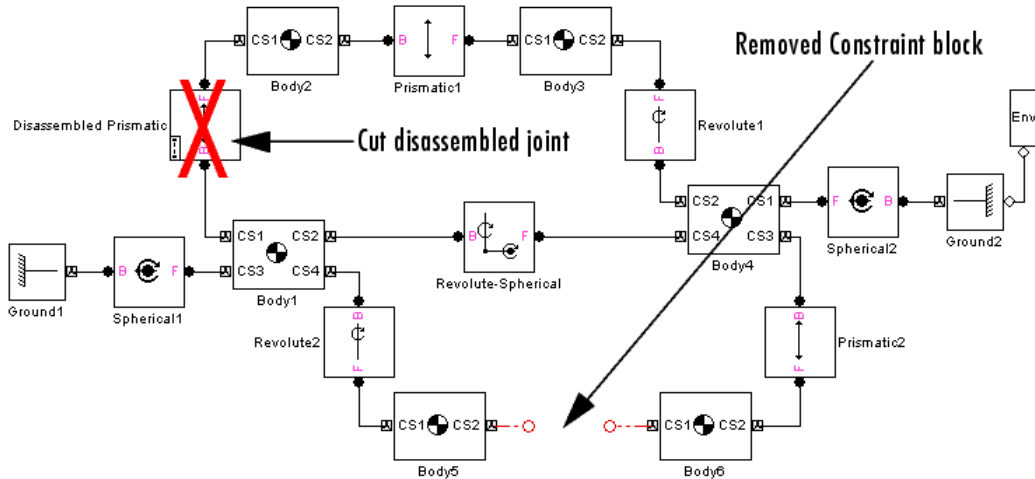 Removed Constraint block
CS1 CS2
Body2
B F
Prismatic1
CS1 CS2
Body3
Disassembled Prismatic
F
B
Cut disassembled joint
F
B
Revolute1
Env
CS1 CS2
CS3 CS4
Body1
B F
Revolute-Spherical
CS2 CS1
CS4 CS3
Body4
F B
Spherical2
Ground2
Ground1
B F
Spherical1
B
F
Revolute2
B
F
Prismatic2
CS1 CS2
Body5
CS1 CS2
Body6